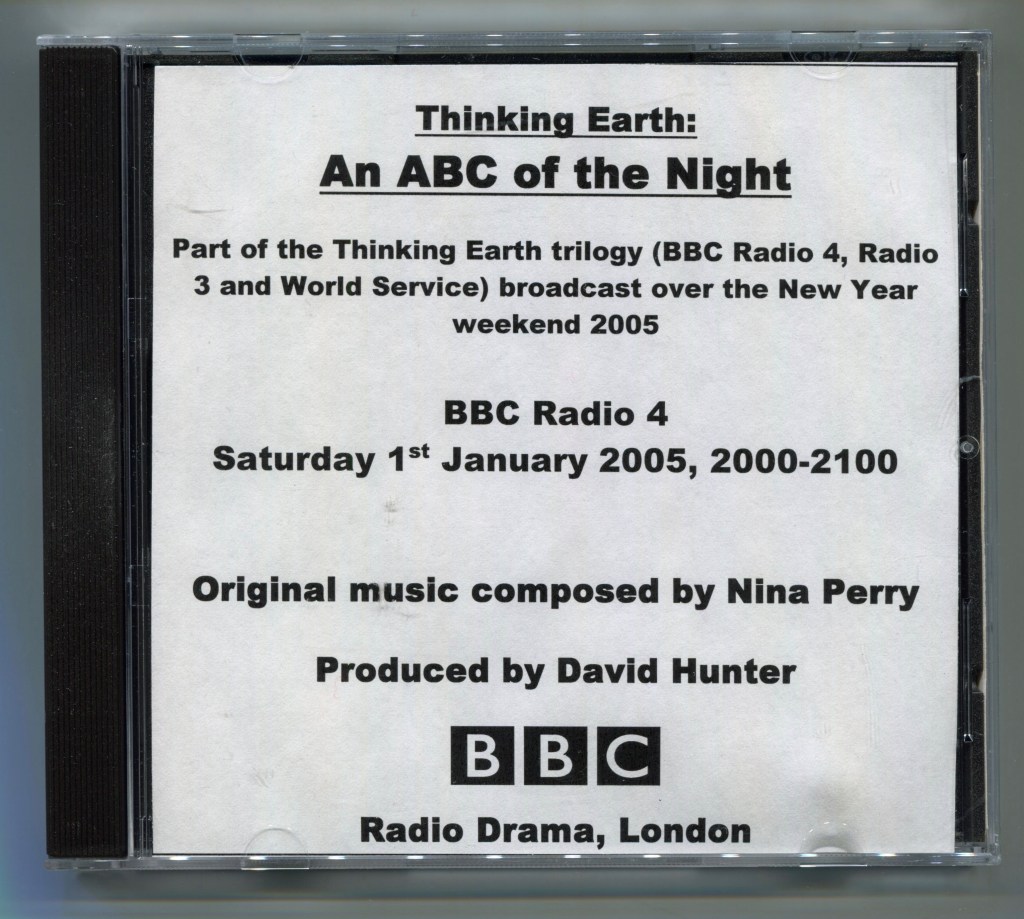 Thinking Earth:
An ABC of the Night
Part of the Thinking Earth trilogy (BBC Radio 4, Radio
3 and World Service) broadcast over the New Year
weekend 2005
BBC Radio 4
Saturday 1st January 2005, 2000-2100
Original music composed by Nina Perry
Produced by David Hunter
BBC
Radio Drama, London